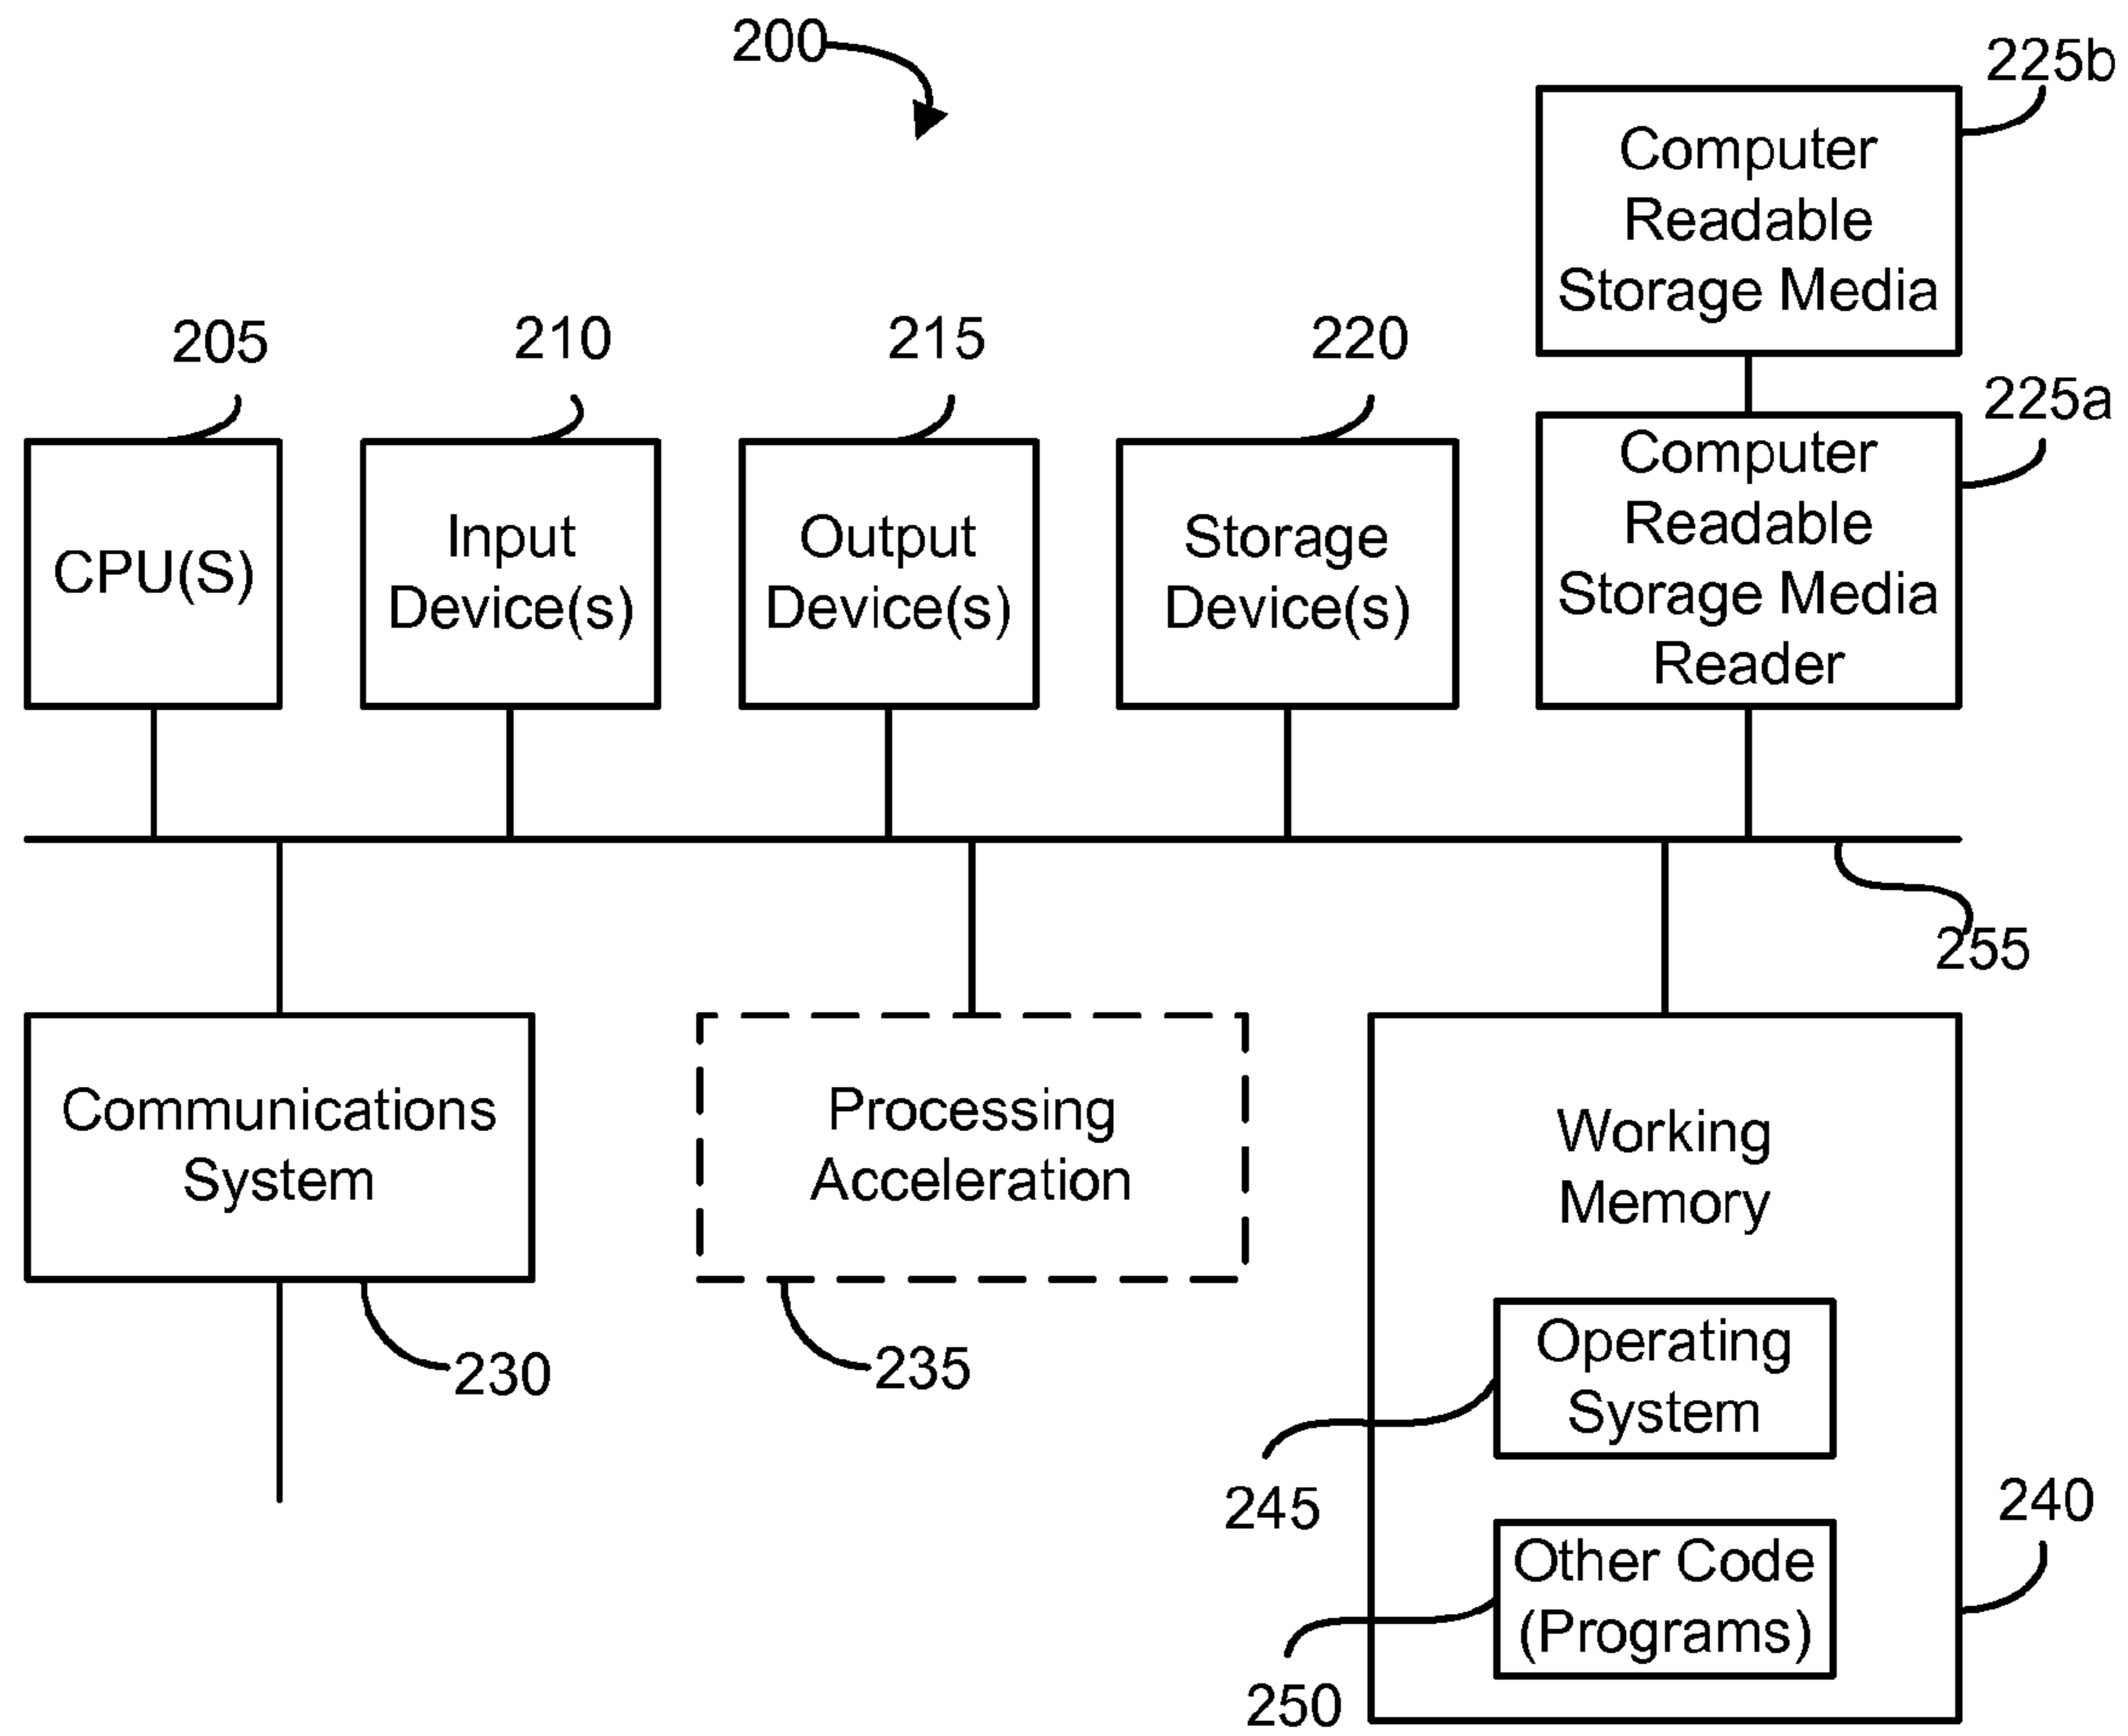 200
225b
Computer
Readable
Storage Media
205
210
215
220
225a
CPU(S)
Input
Device(s)
Output
Device(s)
Storage
Device(s)
Computer
Readable
Storage Media
Reader
255
Communications
System
230
Processing
Acceleration
235
Working
Memory
Operating
System
245
240
Other Code
(Programs)
250